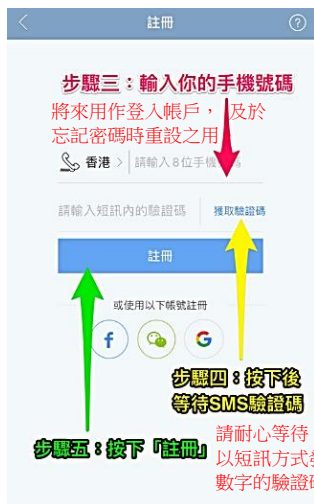 註冊
步驟三：輸入你的手機號碼
將來用作登入帳戶， 及於
忘記密碼時重設之用
香港 > 請輸入8位手機
請輸入短訊內的驗證碼 獲取驗證碼
註冊
或使用以下帳號註冊
f G
步驟四：按下後
等待SMS驗證碼
步驟五：按下「註冊」
請耐心等待
以短訊方式
數字的驗證